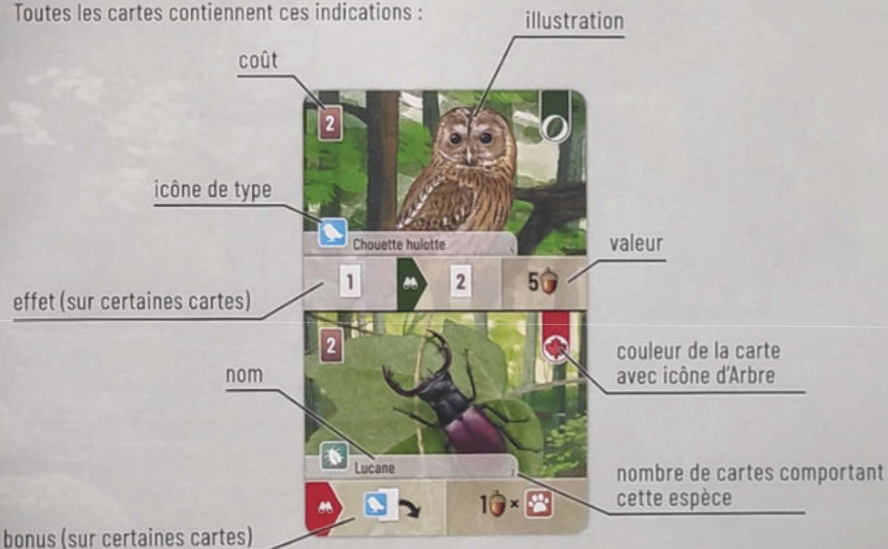 Toutes les cartes contiennent ces indications :
illustration
coût
2
icône de type
Chouette hulotte
valeur
1
2
5
effet (sur certaines cartes)
2
couleur de la carte
avec icône d'Arbre
nom
Lucane
nombre de cartes comportant
cette espèce
1 ×
bonus (sur certaines cartes)